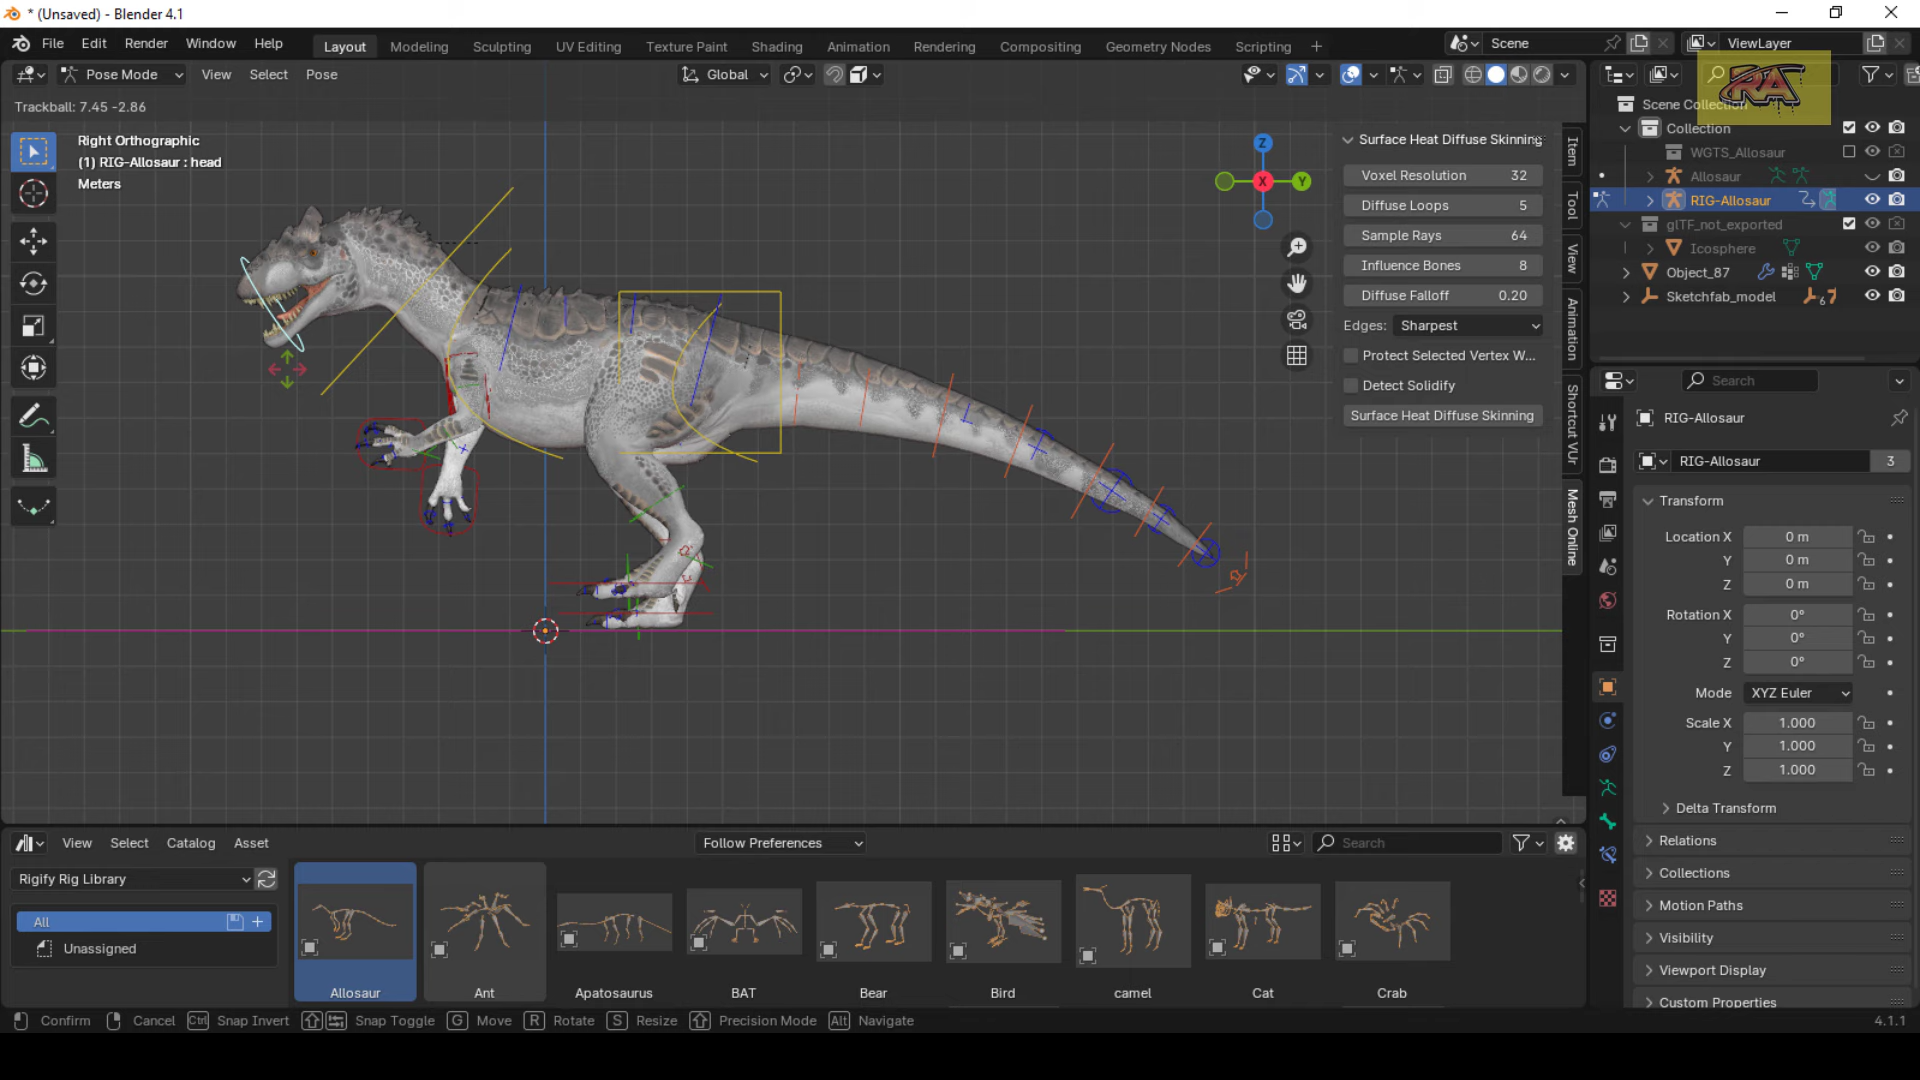 * (Unsaved) - Blender 4.1
File Edit Render Window Help
Layout Modeling Sculpting UV Editing Texture Paint Shading Animation Rendering Compositing Geometry Nodes Scripting +
Scene
ViewLayer
Pose Mode View Select Pose
Global
Trackball: 7.45 -2.86
Right Orthographic
(1) RIG-Allosaur : head
Meters
Z
X
Y
Surface Heat Diffuse Skinning
Voxel Resolution 32
Diffuse Loops 5
Sample Rays 64
Influence Bones 8
Diffuse Falloff 0.20
Edges: Sharpest
Protect Selected Vertex W...
Detect Solidify
Surface Heat Diffuse Skinning
Item
Tool
View
Animation
Shortcut VUr
Mesh Online
RA
Scene Collection
Collection
WGTS_Allosaur
Allosaur
RIG-Allosaur
glTF_not_exported
Icosphere
Object_87
Sketchfab_model 67
Search
RIG-Allosaur
RIG-Allosaur 3
Transform
Location X 0 m
Y 0 m
Z 0 m
Rotation X 0°
Y 0°
Z 0°
Mode XYZ Euler
Scale X 1.000
Y 1.000
Z 1.000
Delta Transform
Relations
Collections
Motion Paths
Visibility
Viewport Display
Custom Properties
View Select Catalog Asset
Follow Preferences
Search
Rigify Rig Library
All
Unassigned
Allosaur Ant Apatosaurus BAT Bear Bird camel Cat Crab
Confirm Cancel Ctrl Snap Invert Snap Toggle G Move R Rotate S Resize Precision Mode Alt Navigate
4.1.1